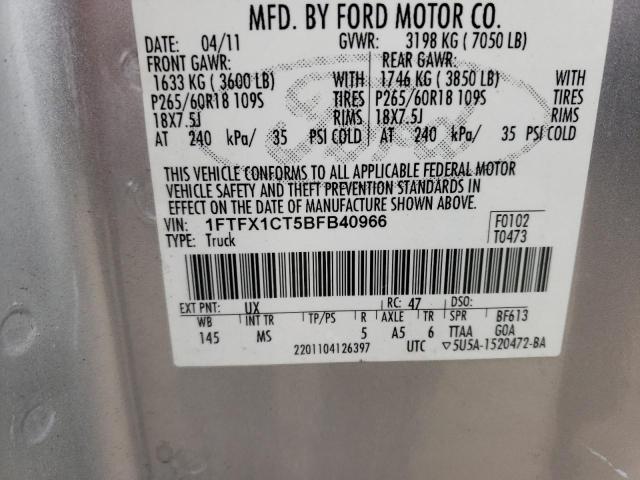 MFD. BY FORD MOTOR CO.
DATE: 04/11 GVWR: 3198 KG (7050 LB)
FRONT GAWR: REAR GAWR:
1633 KG (3600 LB) WITH 1746 KG (3850 LB) WITH
P265/60R18 109S TIRES P265/60R18 109S TIRES
18X7.5J RIMS 18X7.5J RIMS
AT 240 kPa/ 35 PSI COLD AT 240 kPa/ 35 PSI COLD
THIS VEHICLE CONFORMS TO ALL APPLICABLE FEDERAL MOTOR
VEHICLE SAFETY AND THEFT PREVENTION STANDARDS IN
EFFECT ON THE DATE OF MANUFACTURE SHOWN ABOVE.
VIN: 1FTFX1CT5BFB40966 F0102
TYPE: Truck T0473
EXT PNT: UX RC: 47 DSO:
WB INT TR TP/PS R AXLE TR SPR BF613
145 MS 5 A5 6 TTAA GOA
2201104126397 UTC ▽5U5A-1520472-BA